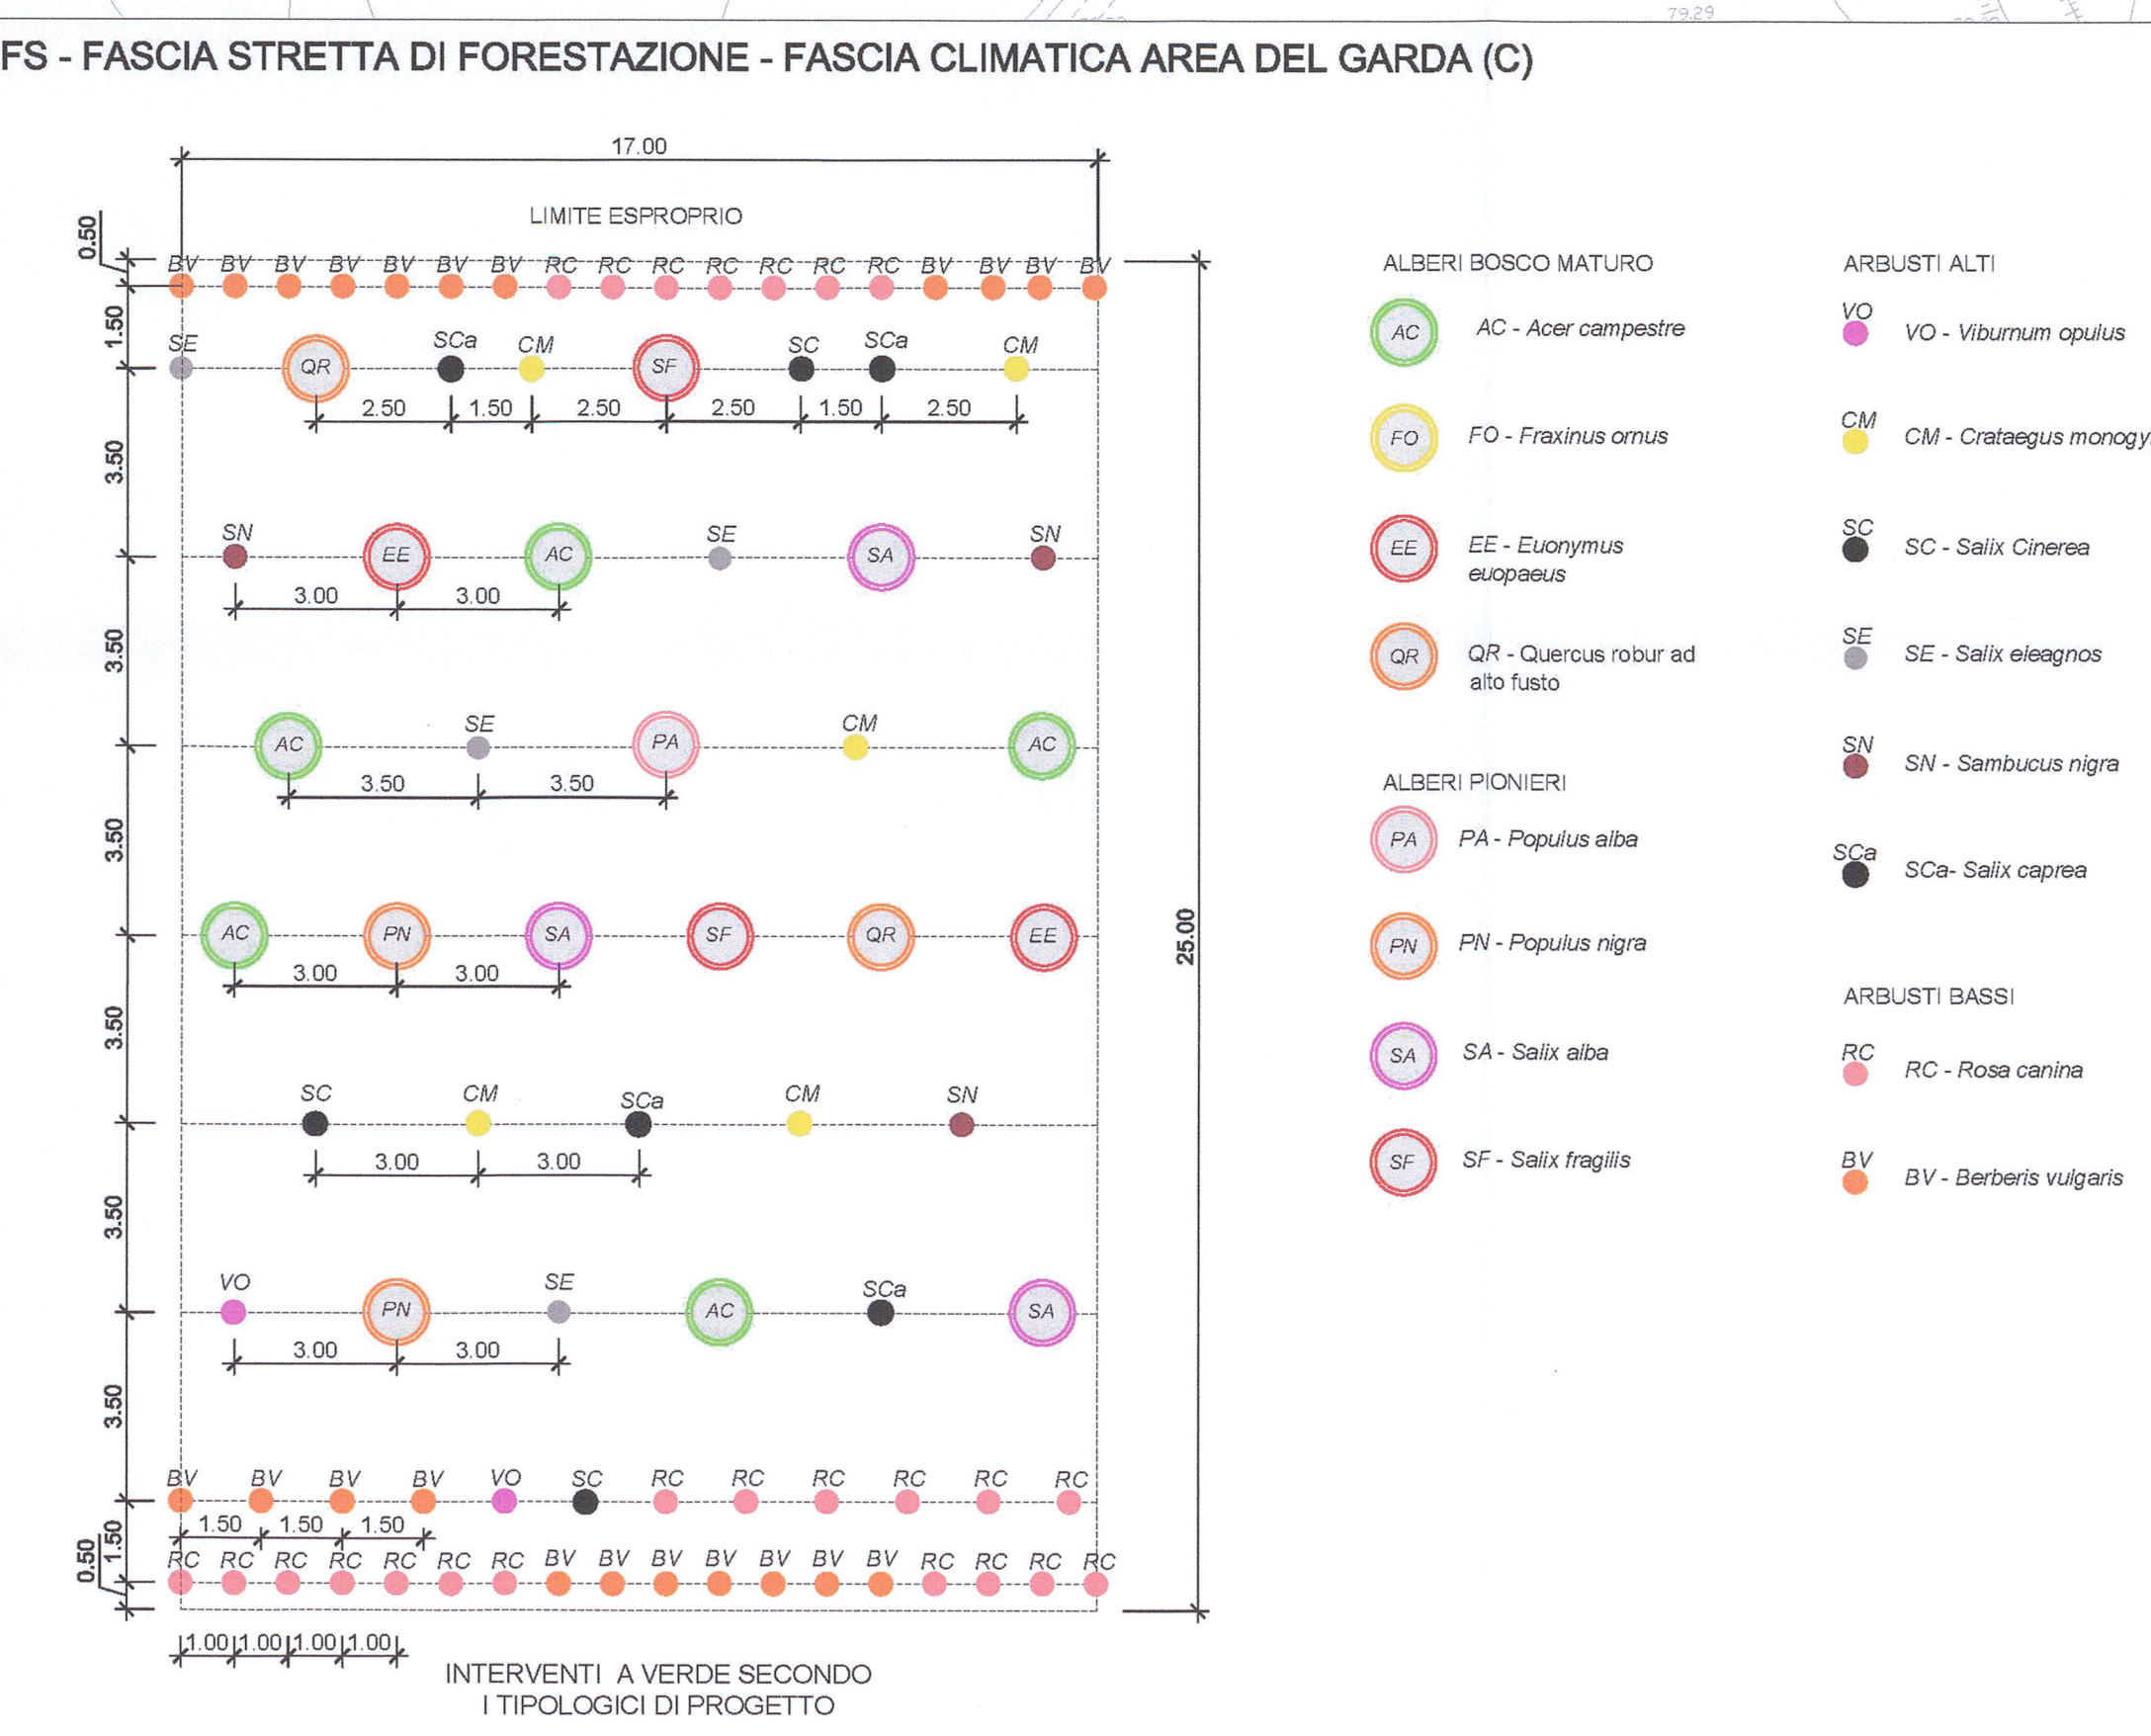 79.29
FS - FASCIA STRETTA DI FORESTAZIONE - FASCIA CLIMATICA AREA DEL GARDA (C)
17.00
LIMITE ESPROPRIO
0.50
BV BV BV BV BV BV BV RC RC RC RC RC RC RC BV BV BV BV
1.50
SE QR SCa CM SF SC SCa CM
2.50 1.50 2.50 2.50 1.50 2.50
3.50
SN EE AC SE SA SN
3.00 3.00
3.50
AC SE PA CM AC
3.50 3.50
3.50
AC PN SA SF QR EE
3.00 3.00
25.00
3.50
SC CM SCa CM SN
3.00 3.00
3.50
VO PN SE AC SCa SA
3.00 3.00
3.50
BV BV BV BV VO SC RC RC RC RC RC RC
1.50 1.50 1.50
1.50
0.50
RC RC RC RC RC RC RC BV BV BV BV BV BV BV RC RC RC RC
1.00 1.00 1.00 1.00
INTERVENTI A VERDE SECONDO
I TIPOLOGICI DI PROGETTO
ALBERI BOSCO MATURO
AC AC - Acer campestre
FO FO - Fraxinus ornus
EE EE - Euonymus
euopaeus
QR QR - Quercus robur ad
alto fusto
ALBERI PIONIERI
PA PA - Populus alba
PN PN - Populus nigra
SA SA - Salix alba
SF SF - Salix fragilis
ARBUSTI ALTI
VO VO - Viburnum opulus
CM CM - Crataegus monogy
SC SC - Salix Cinerea
SE SE - Salix eleagnos
SN SN - Sambucus nigra
SCa SCa- Salix caprea
ARBUSTI BASSI
RC RC - Rosa canina
BV BV - Berberis vulgaris